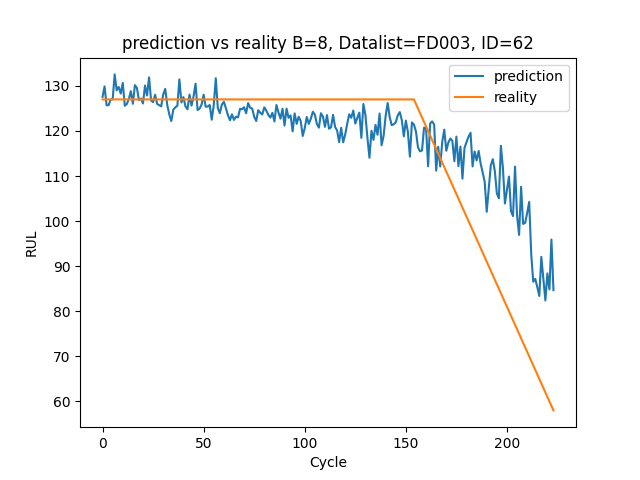 prediction vs reality B=8, Datalist=FD003, ID=62
prediction
reality
RUL
130
120
110
100
90
80
70
60
0
50
100
150
200
Cycle